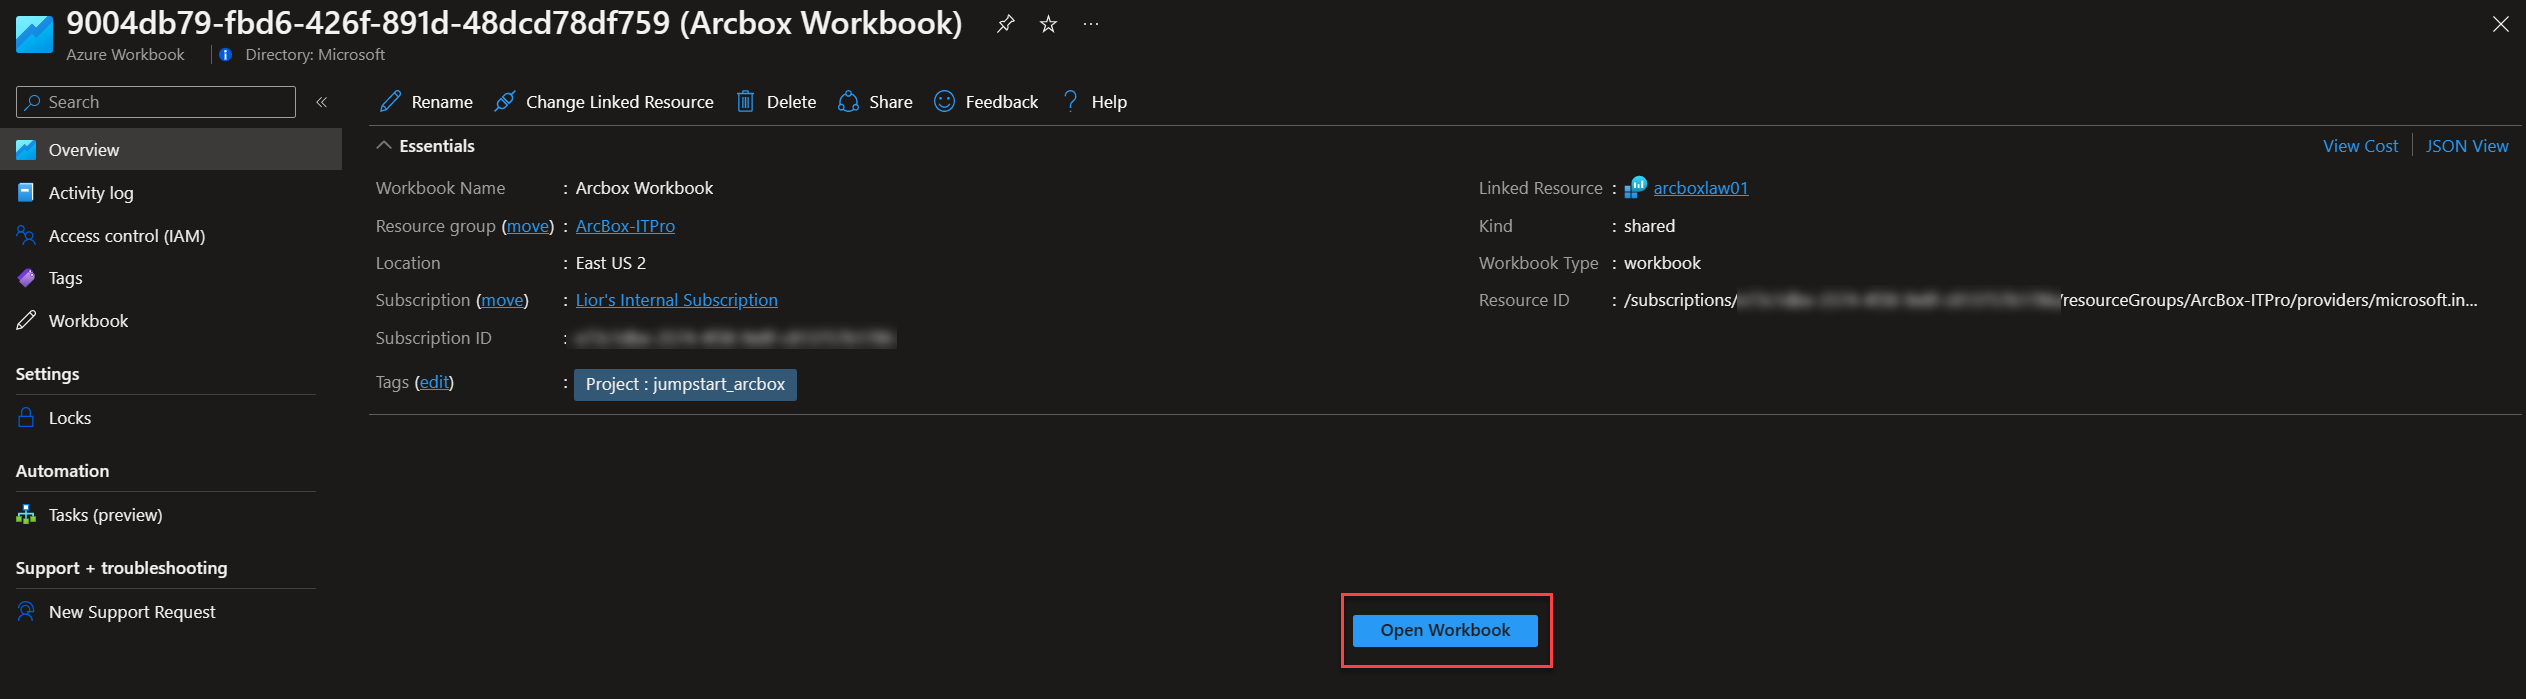 9004db79-fbd6-426f-891d-48dcd78df759 (Arcbox Workbook)
Azure Workbook
Directory: Microsoft
Search
Rename
Change Linked Resource
Delete
Share
Feedback
Help
Overview
Activity log
Access control (IAM)
Tags
Workbook
Settings
Locks
Automation
Tasks (preview)
Support + troubleshooting
New Support Request
Essentials
View Cost
JSON View
Workbook Name : Arcbox Workbook
Resource group (move) : ArcBox-ITPro
Location : East US 2
Subscription (move) : Lior's Internal Subscription
Subscription ID :
Tags (edit) : Project : jumpstart_arcbox
Linked Resource : arcboxlaw01
Kind : shared
Workbook Type : workbook
Resource ID : /subscriptions/ /resourceGroups/ArcBox-ITPro/providers/microsoft.in...
Open Workbook